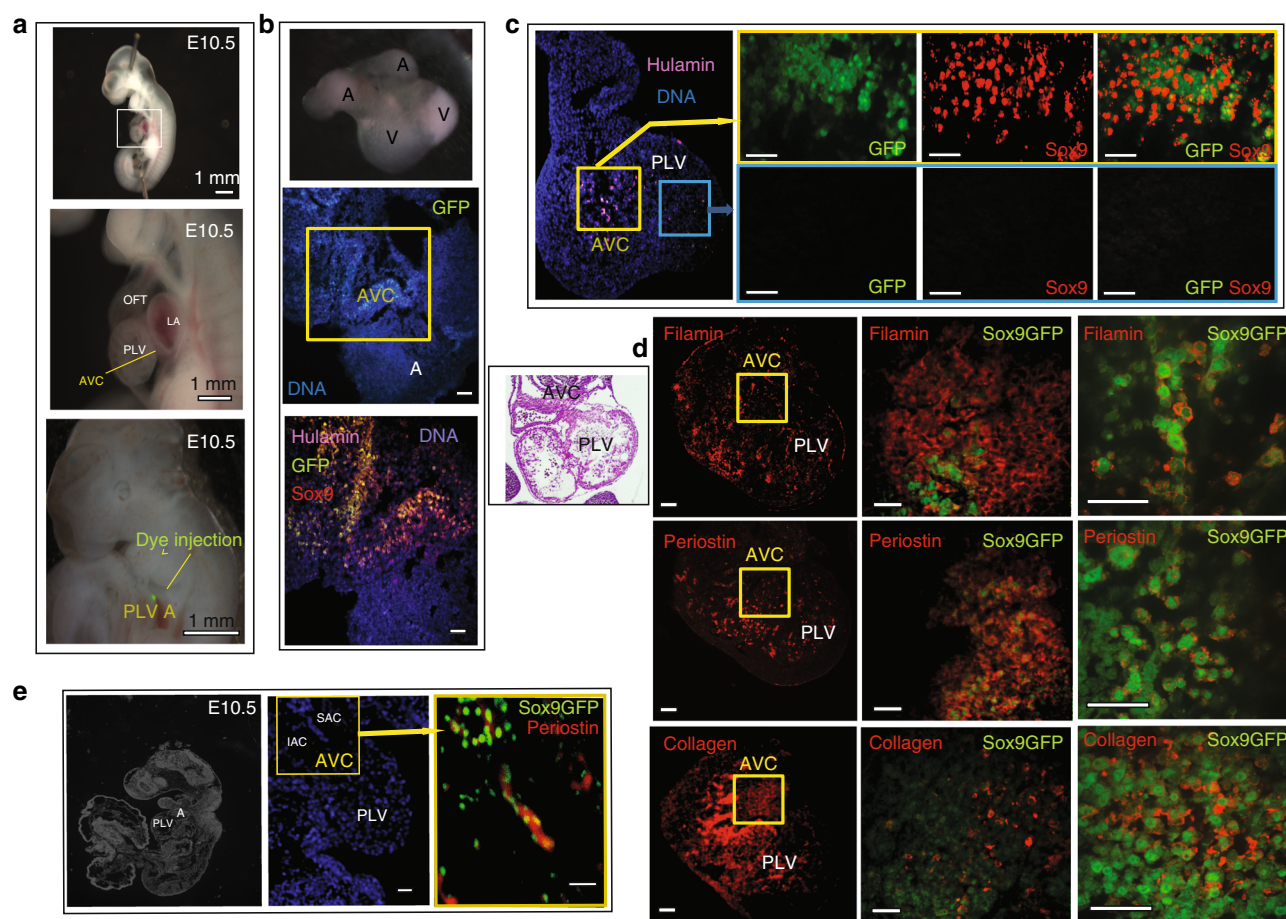 a
E10.5
1 mm
E10.5
OFT
LA
PLV
AVC
1 mm
E10.5
Dye injection
PLV A
1 mm
b
A
A
V
V
GFP
AVC
A
DNA
Hulamin DNA
GFP
Sox9
c
Hulamin
DNA
PLV
AVC
GFP
Sox9
GFP Sox9
GFP
Sox9
GFP Sox9
AVC
PLV
d
Filamin
AVC
PLV
Filamin Sox9GFP
Filamin Sox9GFP
Periostin
AVC
PLV
Periostin Sox9GFP
Periostin Sox9GFP
Collagen
AVC
PLV
Collagen Sox9GFP
Collagen Sox9GFP
e
E10.5
A
PLV
SAC
IAC
AVC
PLV
Sox9GFP
Periostin